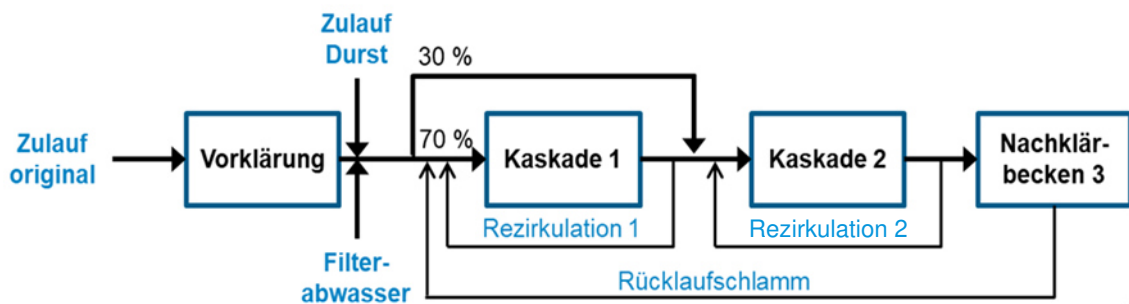 Zulauf
Durst
30 %
Zulauf
original
Vorklärung
70 %
Kaskade 1
Kaskade 2
Nachklär-
becken 3
Rezirkulation 1
Rezirkulation 2
Filter-
abwasser
Rücklaufschlamm